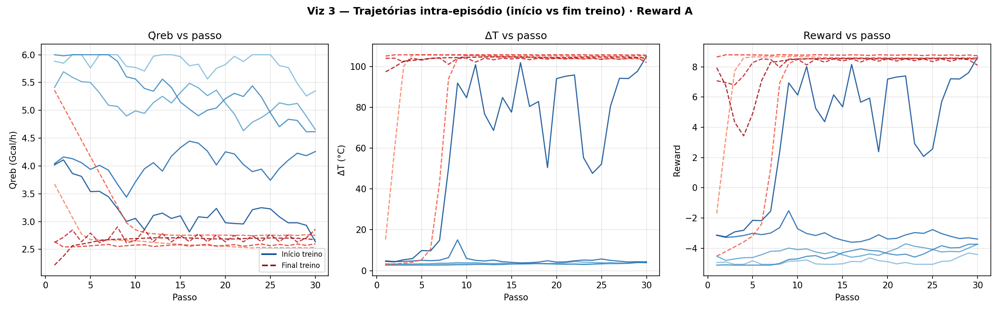 Viz 3 — Trajetórias intra-episódio (início vs fim treino) · Reward A
Q̇reb vs passo
Q̇reb (Gcal/h)
6.0
5.5
5.0
4.5
4.0
3.5
3.0
2.5
0 5 10 15 20 25 30
Passo
Início treino
Final treino
ΔT vs passo
ΔT (°C)
100
80
60
40
20
0
0 5 10 15 20 25 30
Passo
Reward vs passo
Reward
8
6
4
2
0
−2
−4
0 5 10 15 20 25 30
Passo